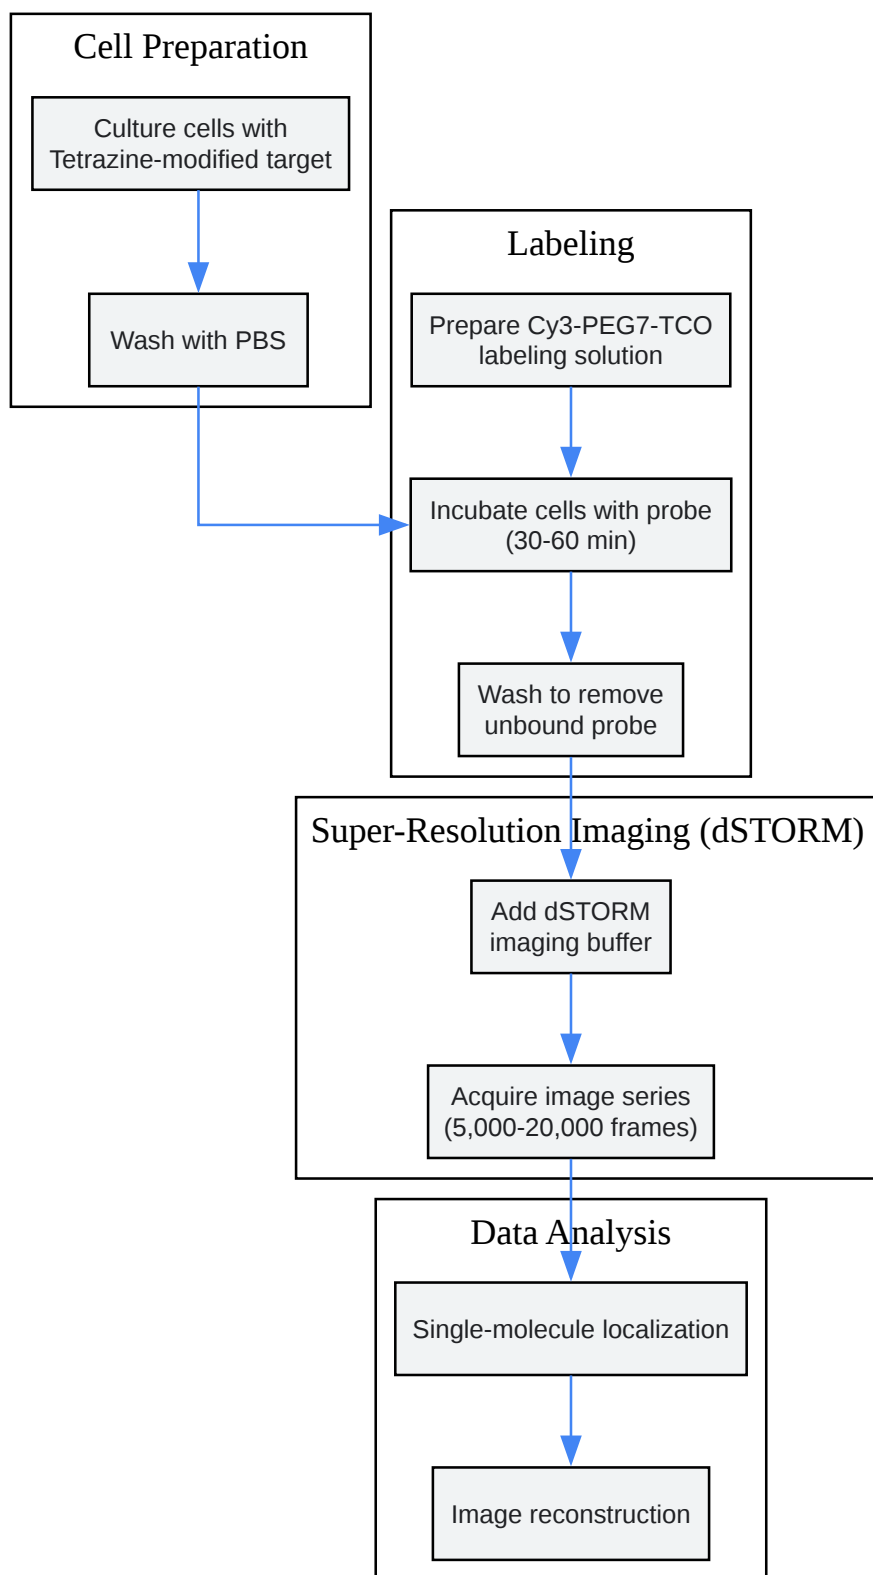 Cell Preparation
Culture cells with
Tetrazine-modified target
Wash with PBS
Labeling
Prepare Cy3-PEG7-TCO
labeling solution
Incubate cells with probe
(30-60 min)
Wash to remove
unbound probe
Super-Resolution Imaging (dSTORM)
Add dSTORM
imaging buffer
Acquire image series
(5,000-20,000 frames)
Data Analysis
Single-molecule localization
Image reconstruction